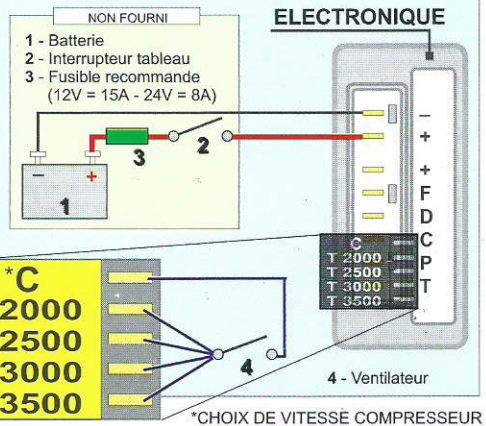 NON FOURNI
1 - Batterie
2 - Interrupteur tableau
3 - Fusible recommande
(12V = 15A - 24V = 8A)
ELECTRONIQUE
3
2
1
- +
–
+
+
F
D
C
P
T
C
T 2000
T 2500
T 3000
T 3500
*C
2000
2500
3000
3500
4
4 - Ventilateur
*CHOIX DE VITESSE COMPRESSEUR